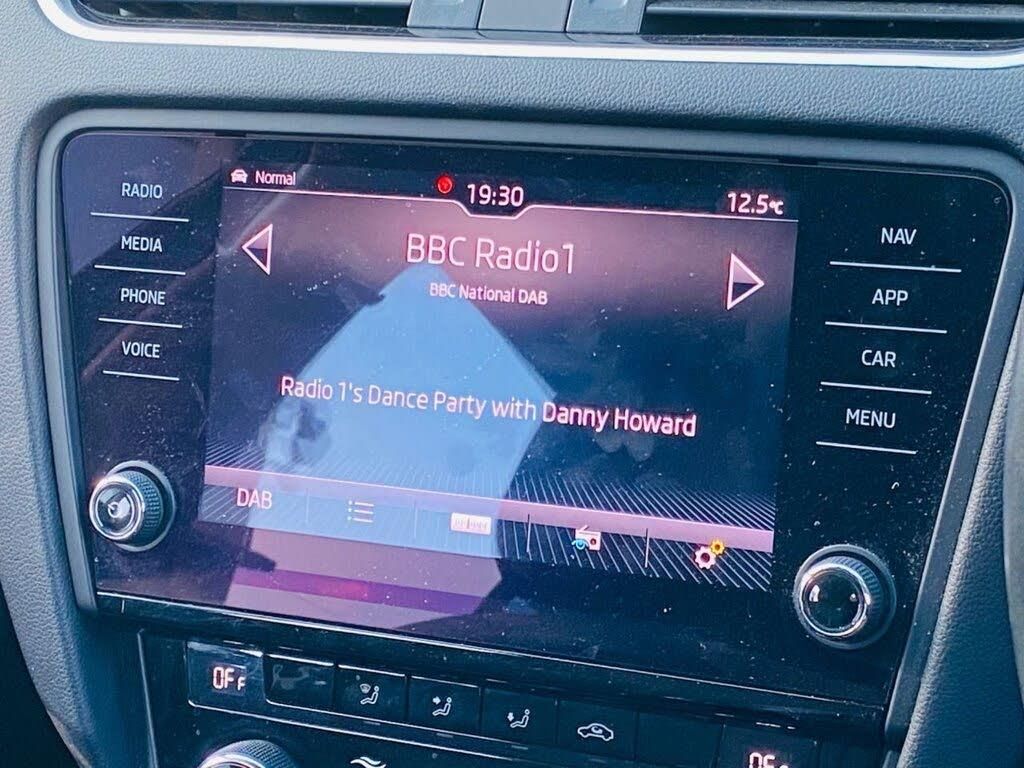 Normal
19:30
12.5°C
RADIO
MEDIA
PHONE
VOICE
BBC Radio1
BBC National DAB
Radio 1's Dance Party with Danny Howard
DAB
NAV
APP
CAR
MENU
OFF